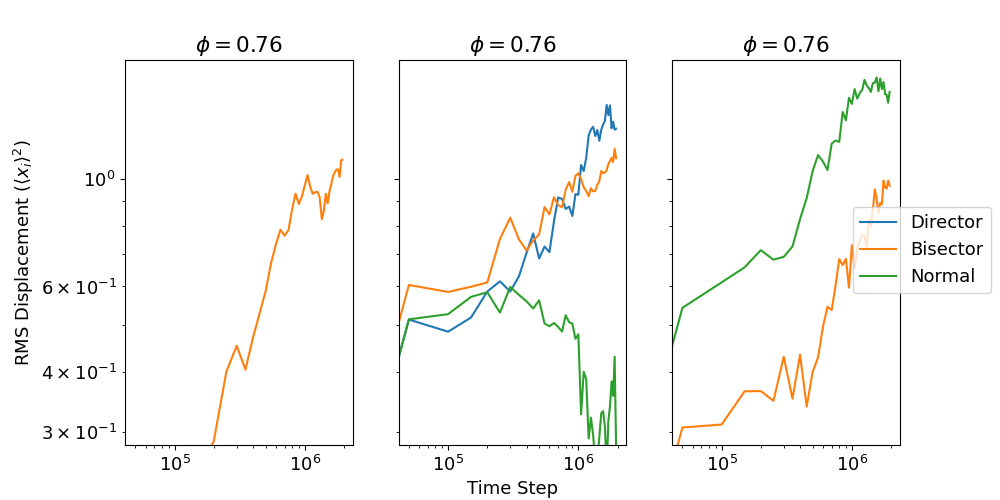 ϕ = 0.76
ϕ = 0.76
ϕ = 0.76
RMS Displacement (⟨xᵢ⟩²)
10⁰
6 × 10⁻¹
4 × 10⁻¹
3 × 10⁻¹
10⁵
10⁶
10⁵
10⁶
10⁵
10⁶
Time Step
Director
Bisector
Normal